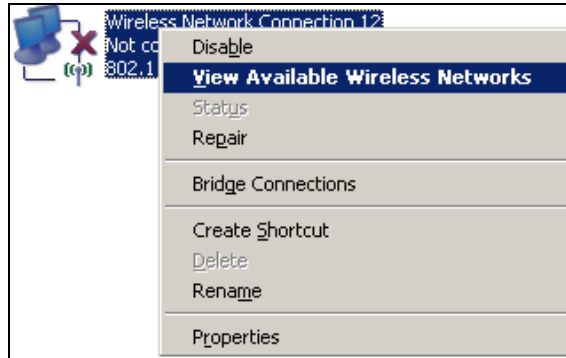 Wireless Network Connection 12
Not co
802.1
Disable
View Available Wireless Networks
Status
Repair
Bridge Connections
Create Shortcut
Delete
Rename
Properties